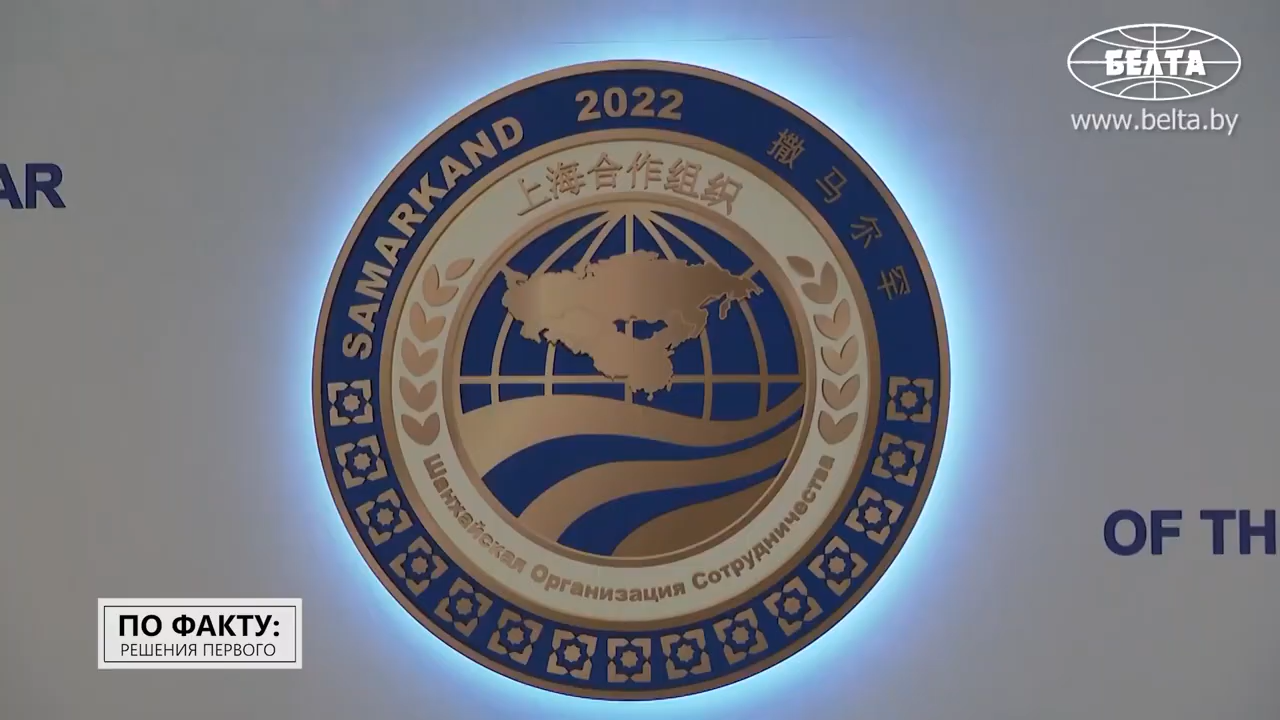 БЕЛТА
www.belta.by
SAMARKAND 2022 撒马尔罕
上海合作组织
Шанхайская Организация Сотрудничества
AR
OF TH
ПО ФАКТУ:
РЕШЕНИЯ ПЕРВОГО